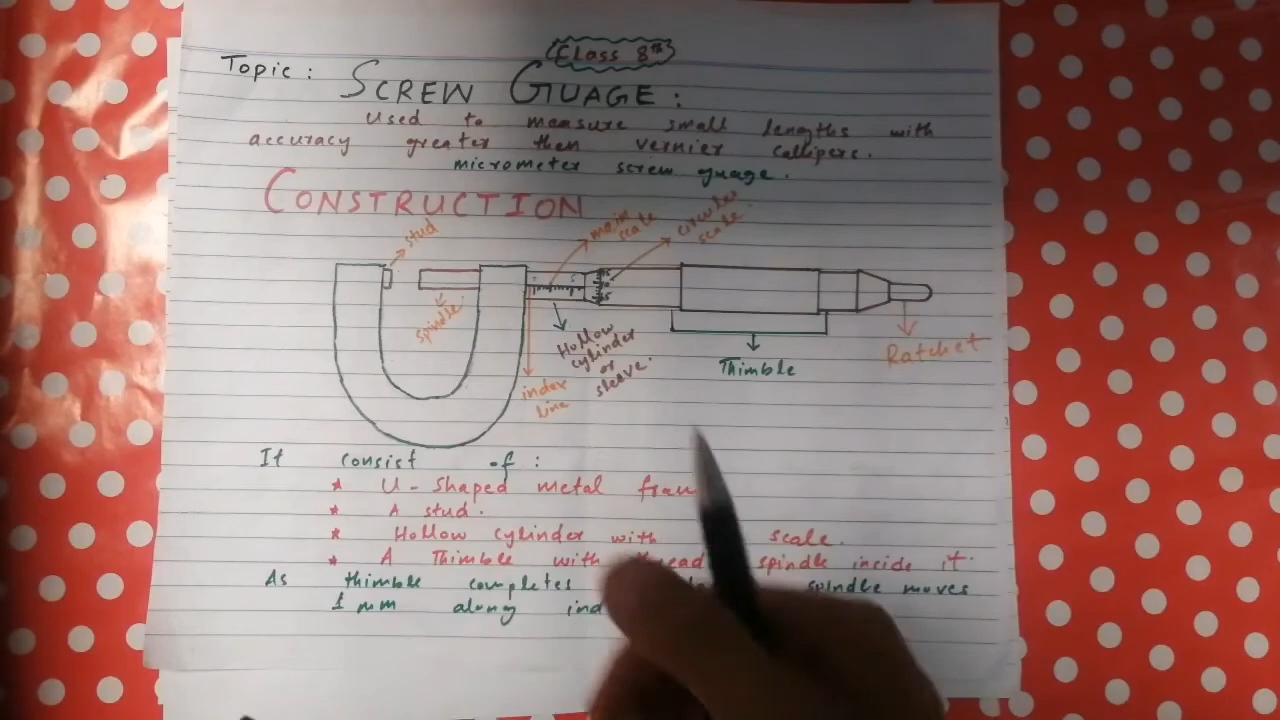 Class 8th
Topic: SCREW GUAGE:
Used to measure small lengths with
accuracy greater then vernier callipers.
micrometer screw guage.
CONSTRUCTION
stud
main scale
circular scale.
spindle
Hollow cylinder or sleeve.
index line
Thimble
Ratchet
It consist of:
* U-shaped metal fram
* A stud.
* Hollow cylinder with scale.
* A Thimble with spindle inside it.
As thimble completes spindle moves
1 mm along